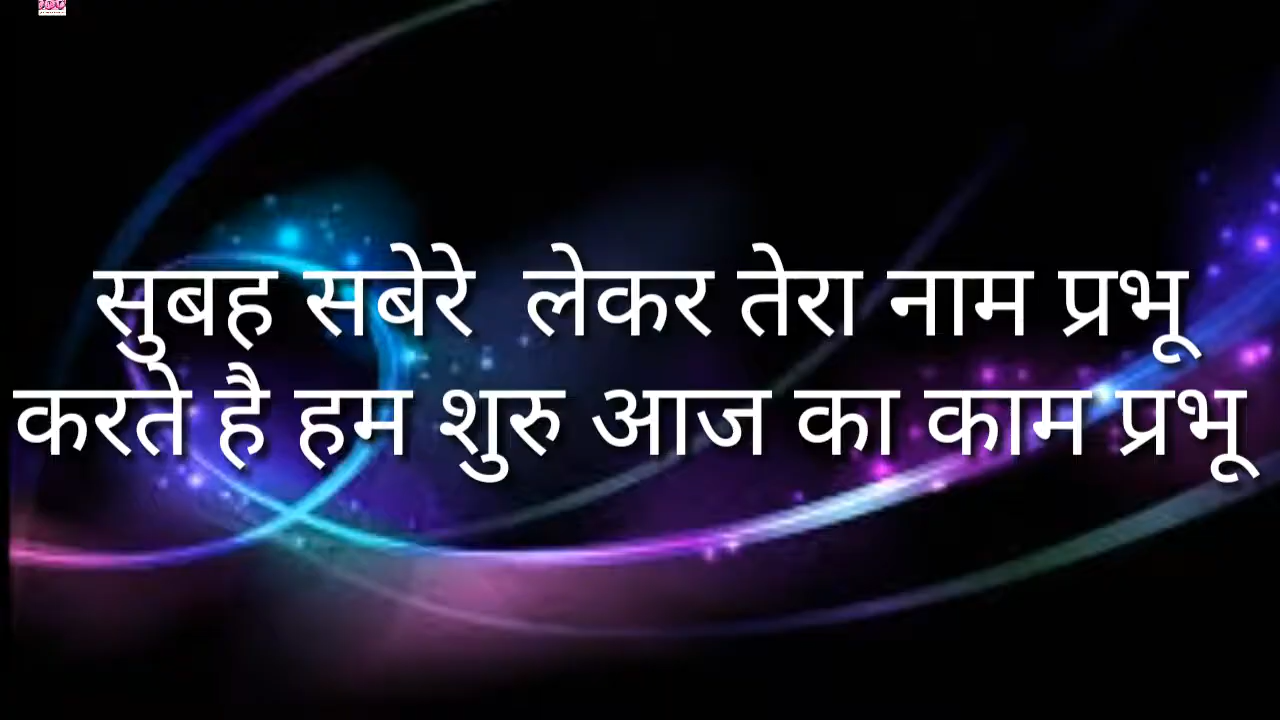 सुबह सबेरे लेकर तेरा नाम प्रभू
करते है हम शुरु आज का काम प्रभू